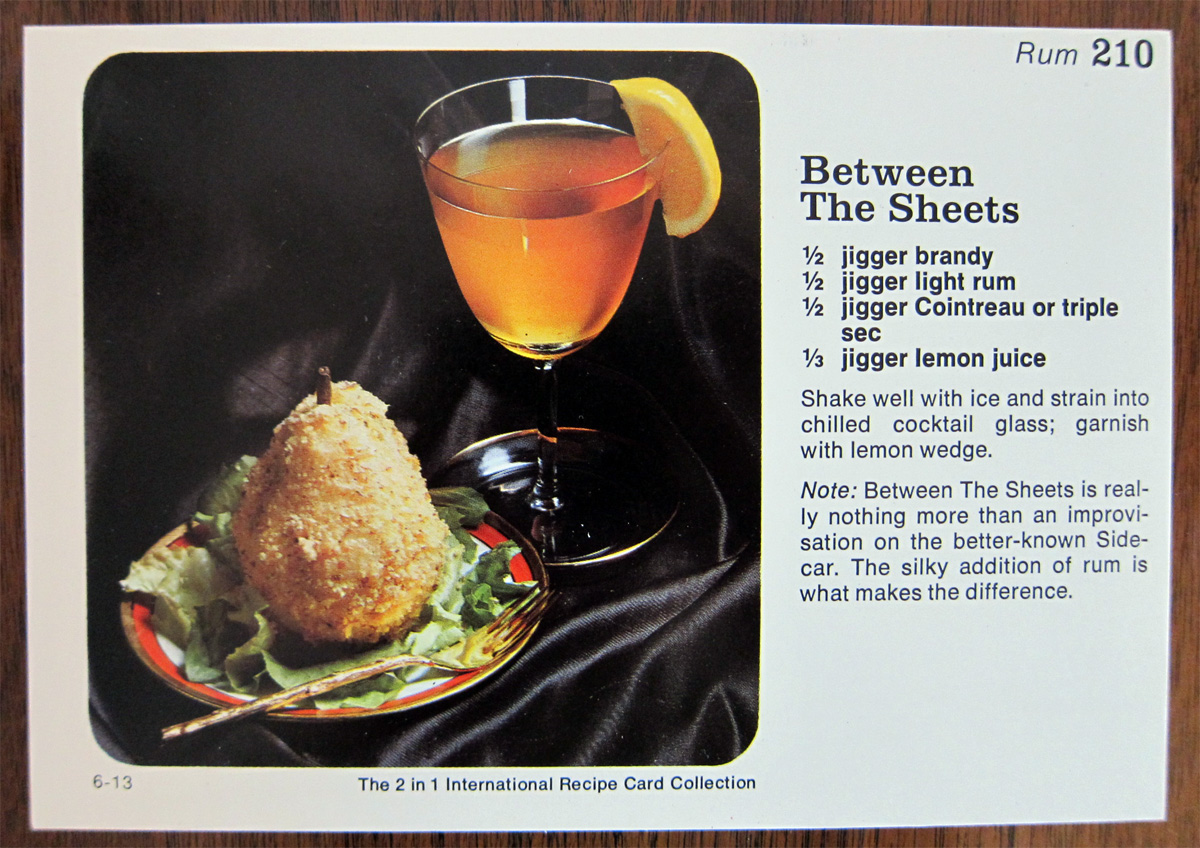 Rum 210
Between
The Sheets
½ jigger brandy
½ jigger light rum
½ jigger Cointreau or triple
sec
⅓ jigger lemon juice
Shake well with ice and strain into
chilled cocktail glass; garnish
with lemon wedge.
Note: Between The Sheets is real-
ly nothing more than an improvi-
sation on the better-known Side-
car. The silky addition of rum is
what makes the difference.
6-13
The 2 in 1 International Recipe Card Collection